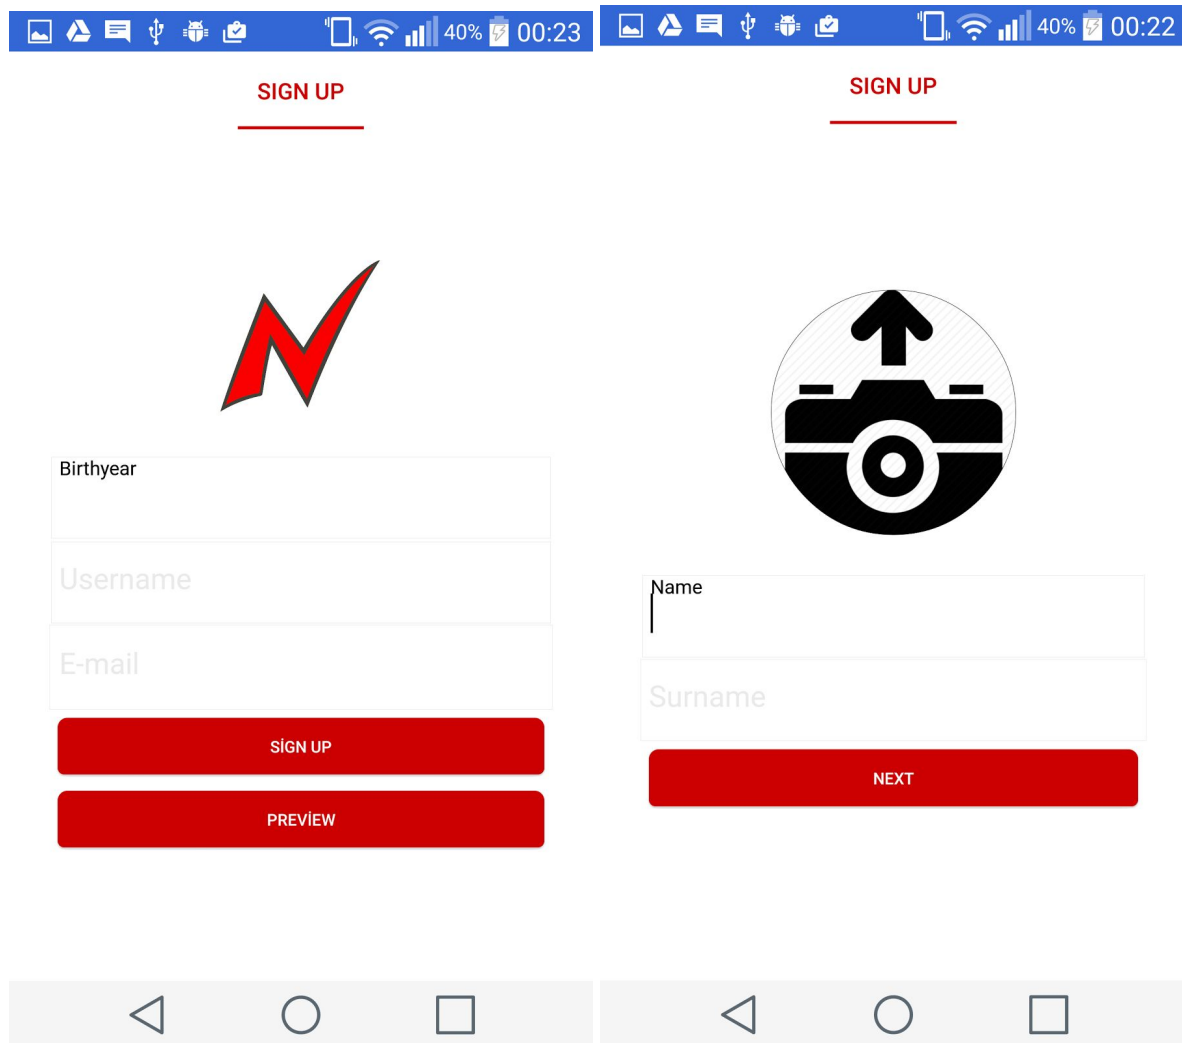 40% 00:23
SIGN UP
Birthyear
Username
E-mail
SİGN UP
PREVİEW
40% 00:22
SIGN UP
Name
Surname
NEXT